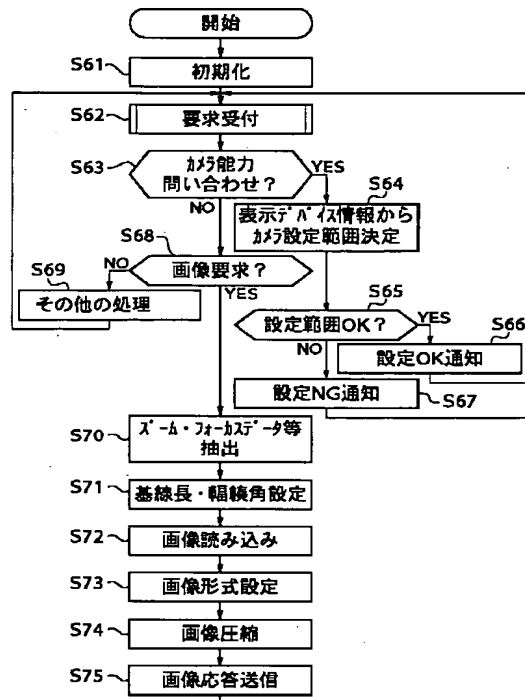 開始
S61
初期化
S62
要求受付
S63
ｶﾒﾗ能力
問い合わせ？
YES
NO
S64
表示ﾃﾞﾊﾞｲｽ情報から
ｶﾒﾗ設定範囲決定
S68
画像要求？
NO
YES
S69
その他の処理
S65
設定範囲OK？
YES
NO
S66
設定OK通知
設定NG通知
S67
S70
ｽﾞｰﾑ・ﾌｫｰｶｽﾃﾞｰﾀ等
抽出
S71
基線長・輻輳角設定
S72
画像読み込み
S73
画像形式設定
S74
画像圧縮
S75
画像応答送信